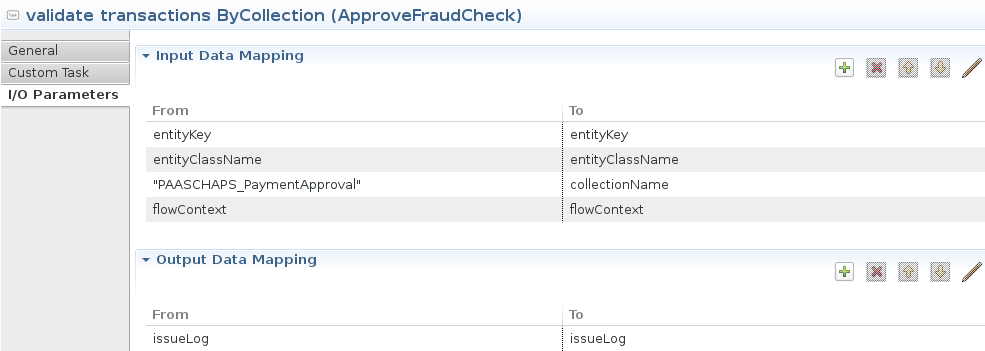 validate transactions ByCollection (ApproveFraudCheck)
General
Custom Task
I/O Parameters
Input Data Mapping
From To
entityKey entityKey
entityClassName entityClassName
"PAASCHAPS_PaymentApproval" collectionName
flowContext flowContext
Output Data Mapping
From To
issueLog issueLog